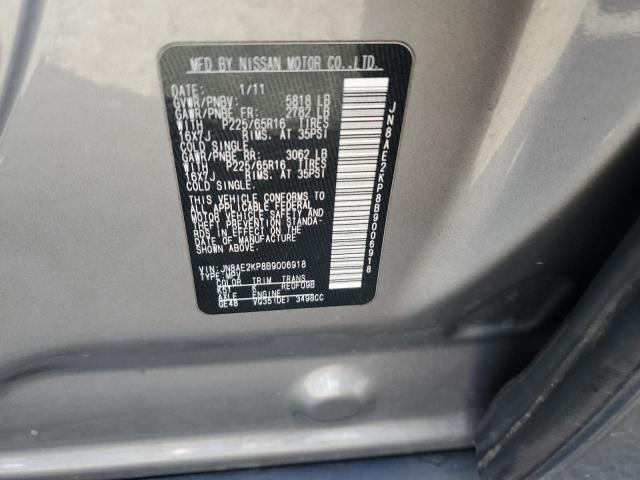 MFD BY NISSAN MOTOR CO.,LTD.
DATE: 1/11
GVWR/PNBV: 5818 LB
GAWR/PNBE FR: 2782 LB
WITH P225/65R16 TIRES
16X7J RIMS, AT 35PSI
COLD SINGLE.
GAWR/PNBE RR: 3062 LB
WITH P225/65R16 TIRES
16X7J RIMS, AT 35PSI
COLD SINGLE.
THIS VEHICLE CONFORMS TO
ALL APPLICABLE FEDERAL
MOTOR VEHICLE SAFETY AND
THEFT PREVENTION STAN-
DARDS IN EFFECT ON THE
DATE OF MANUFACTURE
SHOWN ABOVE.
VIN: JN8AE2KP8B9006918
TYPE: MPV
COLOR TRIM TRANS
K51 K RE0F09B
AXLE ENGINE
GE48 VQ35(DE) 3498CC
JN8AE2KP8B9006918